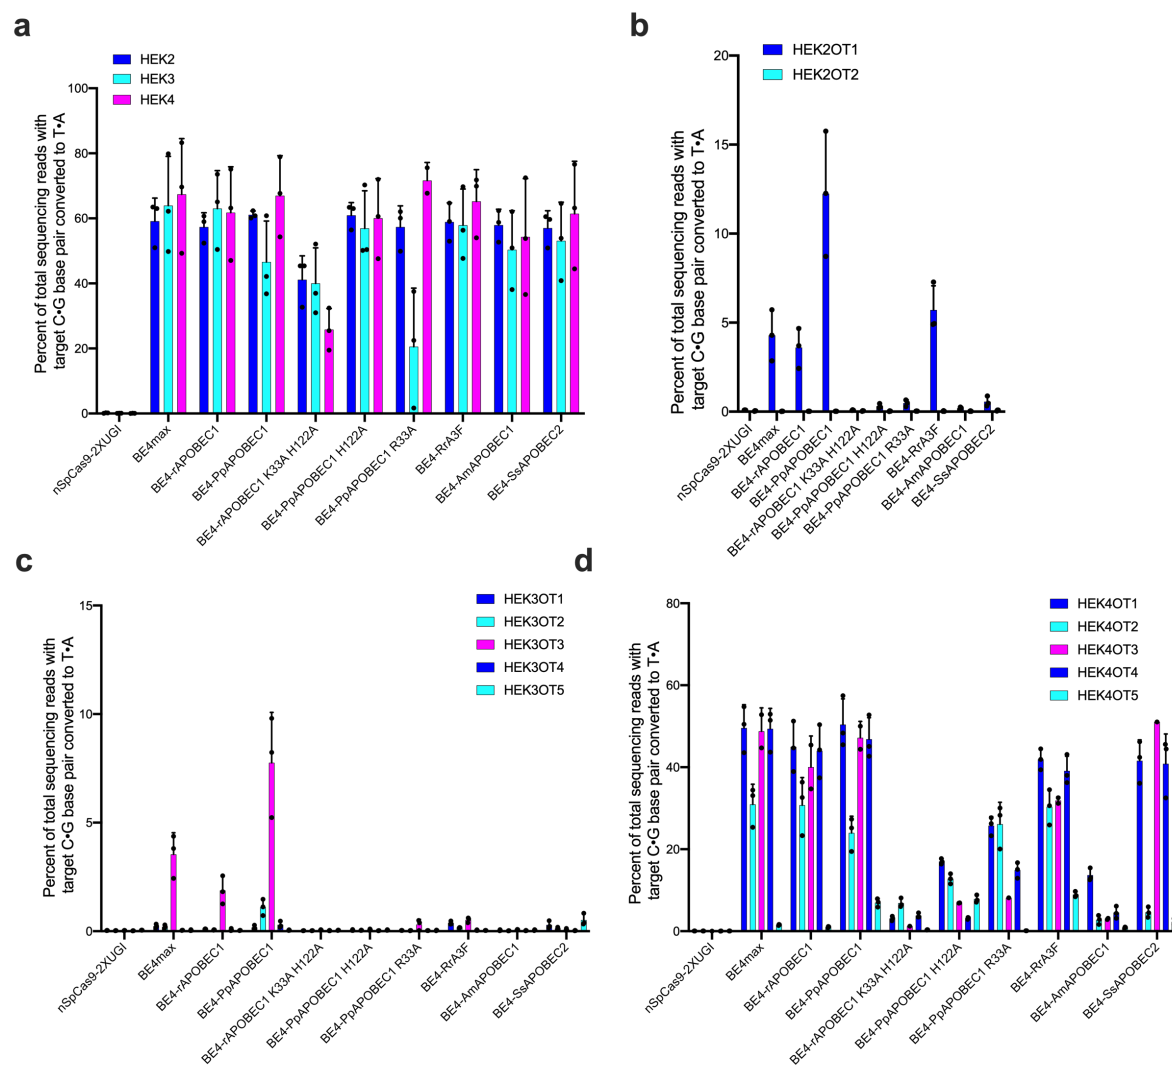 a
HEK2
HEK3
HEK4
Percent of total sequencing reads with
target C•G base pair converted to T•A
100
80
60
40
20
0
nSpCas9-2XUGI
BE4max
BE4-rAPOBEC1
BE4-PpAPOBEC1
BE4-rAPOBEC1 K33A H122A
BE4-PpAPOBEC1 H122A
BE4-PpAPOBEC1 R33A
BE4-RrA3F
BE4-AmAPOBEC1
BE4-SsAPOBEC2
b
HEK2OT1
HEK2OT2
Percent of total sequencing reads with
target C•G base pair converted to T•A
20
15
10
5
0
nSpCas9-2XUGI
BE4max
BE4-rAPOBEC1
BE4-PpAPOBEC1
BE4-rAPOBEC1 K33A H122A
BE4-PpAPOBEC1 H122A
BE4-PpAPOBEC1 R33A
BE4-RrA3F
BE4-AmAPOBEC1
BE4-SsAPOBEC2
c
HEK3OT1
HEK3OT2
HEK3OT3
HEK3OT4
HEK3OT5
Percent of total sequencing reads with
target C•G base pair converted to T•A
15
10
5
0
nSpCas9-2XUGI
BE4max
BE4-rAPOBEC1
BE4-PpAPOBEC1
BE4-rAPOBEC1 K33A H122A
BE4-PpAPOBEC1 H122A
BE4-PpAPOBEC1 R33A
BE4-RrA3F
BE4-AmAPOBEC1
BE4-SsAPOBEC2
d
HEK4OT1
HEK4OT2
HEK4OT3
HEK4OT4
HEK4OT5
Percent of total sequencing reads with
target C•G base pair converted to T•A
80
60
40
20
0
nSpCas9-2XUGI
BE4max
BE4-rAPOBEC1
BE4-PpAPOBEC1
BE4-rAPOBEC1 K33A H122A
BE4-PpAPOBEC1 H122A
BE4-PpAPOBEC1 R33A
BE4-RrA3F
BE4-AmAPOBEC1
BE4-SsAPOBEC2